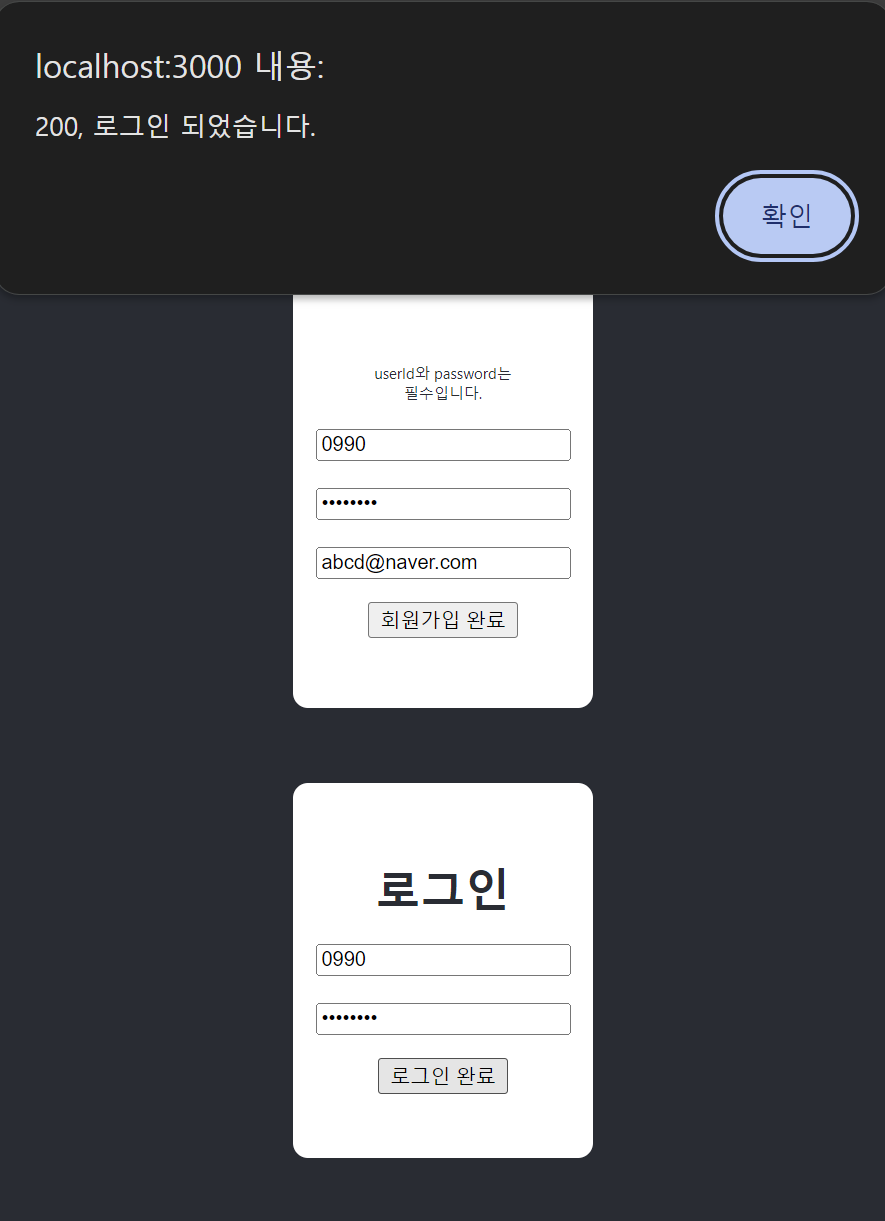 localhost:3000 내용:
200, 로그인 되었습니다.
확인
userId와 password는
필수입니다.
0990
••••••••
abcd@naver.com
회원가입 완료
로그인
0990
••••••••
로그인 완료